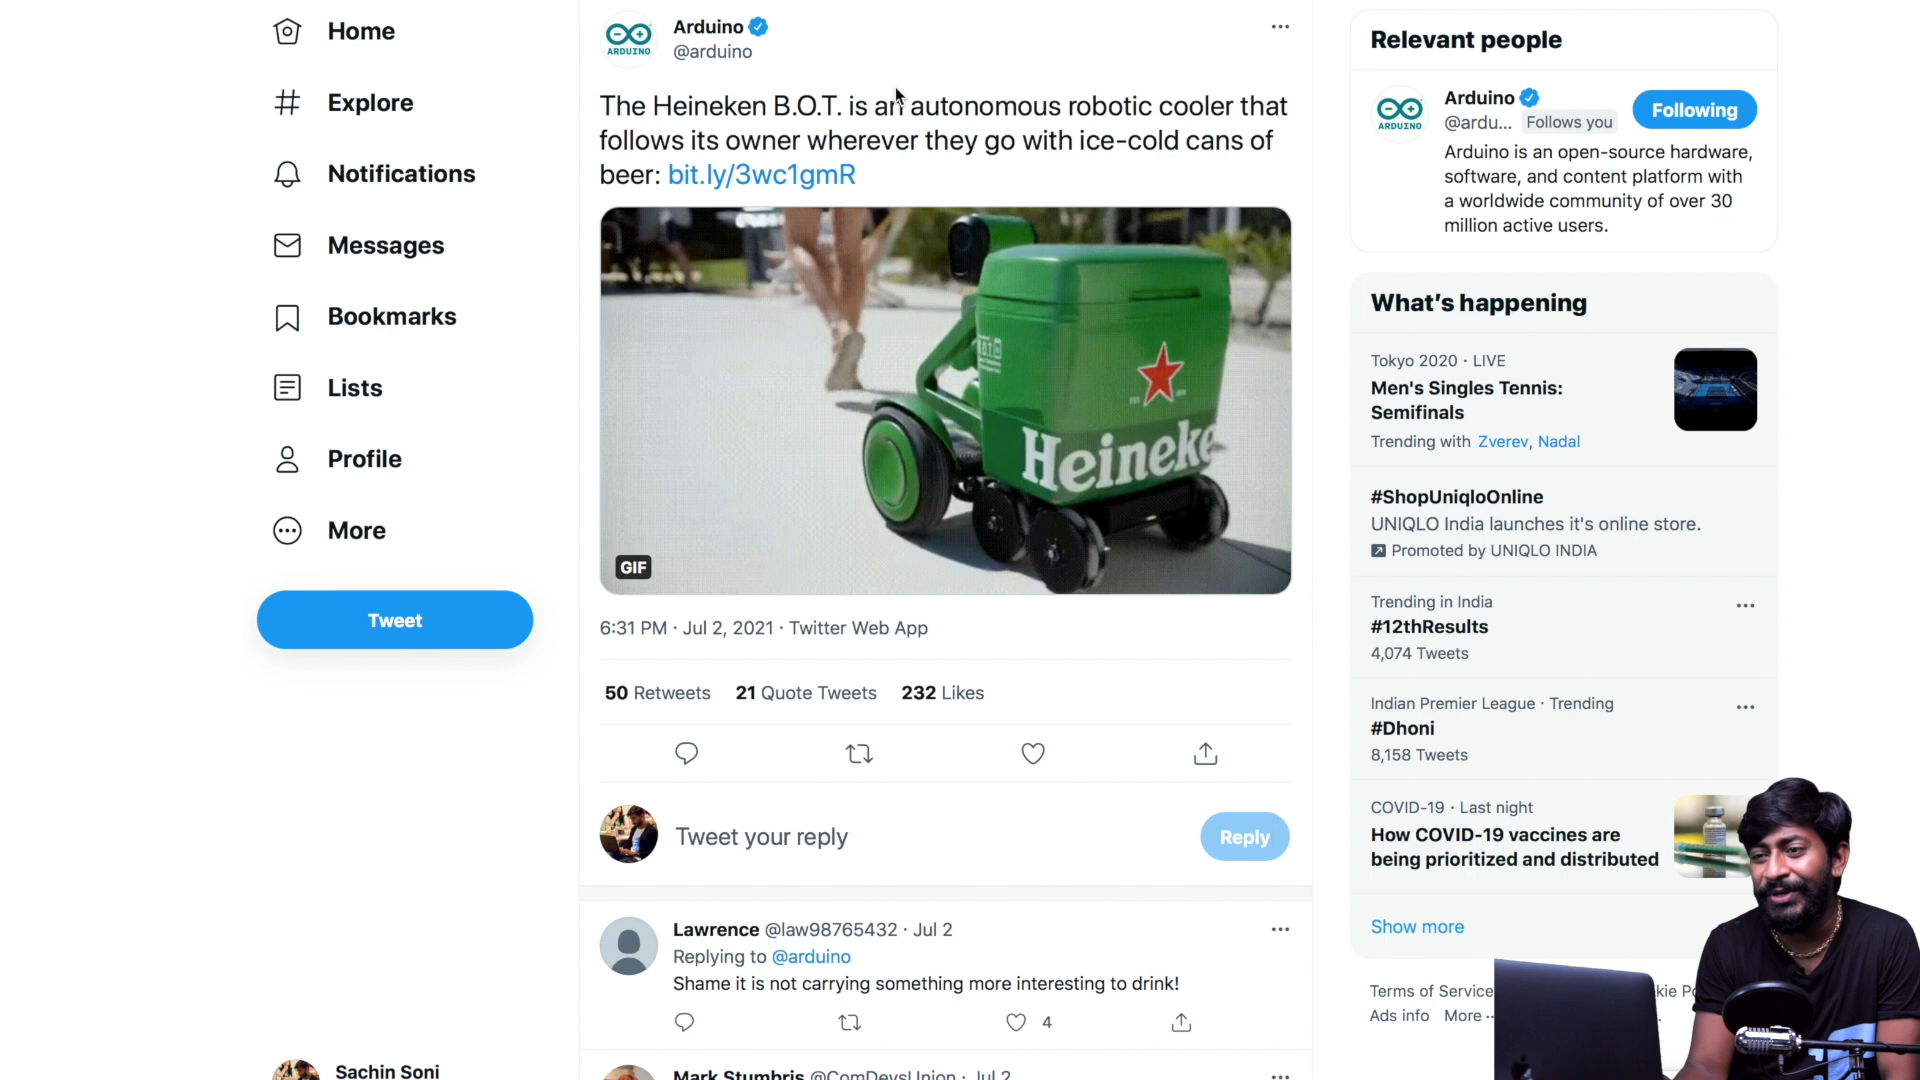 Home
Explore
Notifications
Messages
Bookmarks
Lists
Profile
More
Tweet
Sachin Soni
ARDUINO
Arduino
@arduino
The Heineken B.O.T. is an autonomous robotic cooler that
follows its owner wherever they go with ice-cold cans of
beer: bit.ly/3wc1gmR
B.O.T
Heineke
GIF
6:31 PM · Jul 2, 2021 · Twitter Web App
50 Retweets 21 Quote Tweets 232 Likes
Tweet your reply
Reply
Lawrence @law98765432 · Jul 2
Replying to @arduino
Shame it is not carrying something more interesting to drink!
4
Mark Stumbris @ComDevsUnion · Jul 2
Relevant people
ARDUINO
Arduino
@ardu... Follows you
Following
Arduino is an open-source hardware,
software, and content platform with
a worldwide community of over 30
million active users.
What's happening
Tokyo 2020 · LIVE
Men's Singles Tennis:
Semifinals
Trending with Zverev, Nadal
#ShopUniqloOnline
UNIQLO India launches it's online store.
Promoted by UNIQLO INDIA
Trending in India
#12thResults
4,074 Tweets
Indian Premier League · Trending
#Dhoni
8,158 Tweets
COVID-19 · Last night
How COVID-19 vaccines are
being prioritized and distributed
Show more
Terms of Service kie Po
Ads info More ··